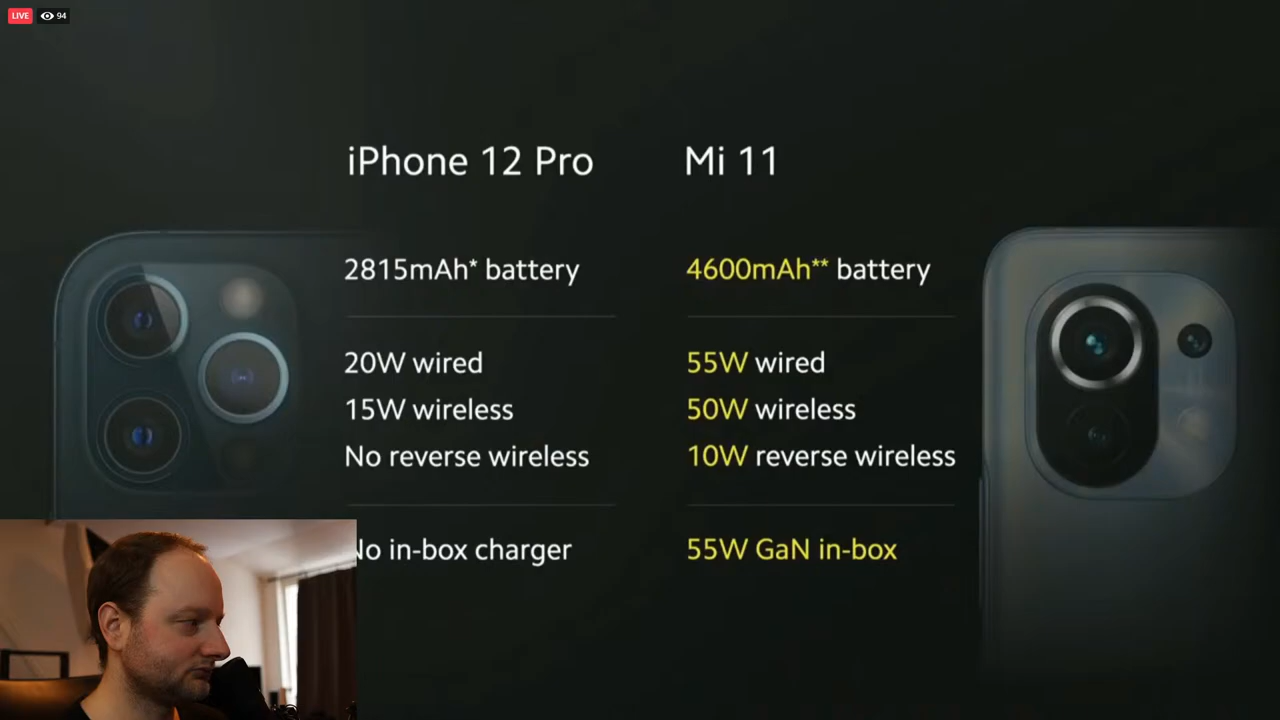 LIVE 94
iPhone 12 Pro
Mi 11
2815mAh* battery
4600mAh** battery
20W wired
55W wired
15W wireless
50W wireless
No reverse wireless
10W reverse wireless
No in-box charger
55W GaN in-box